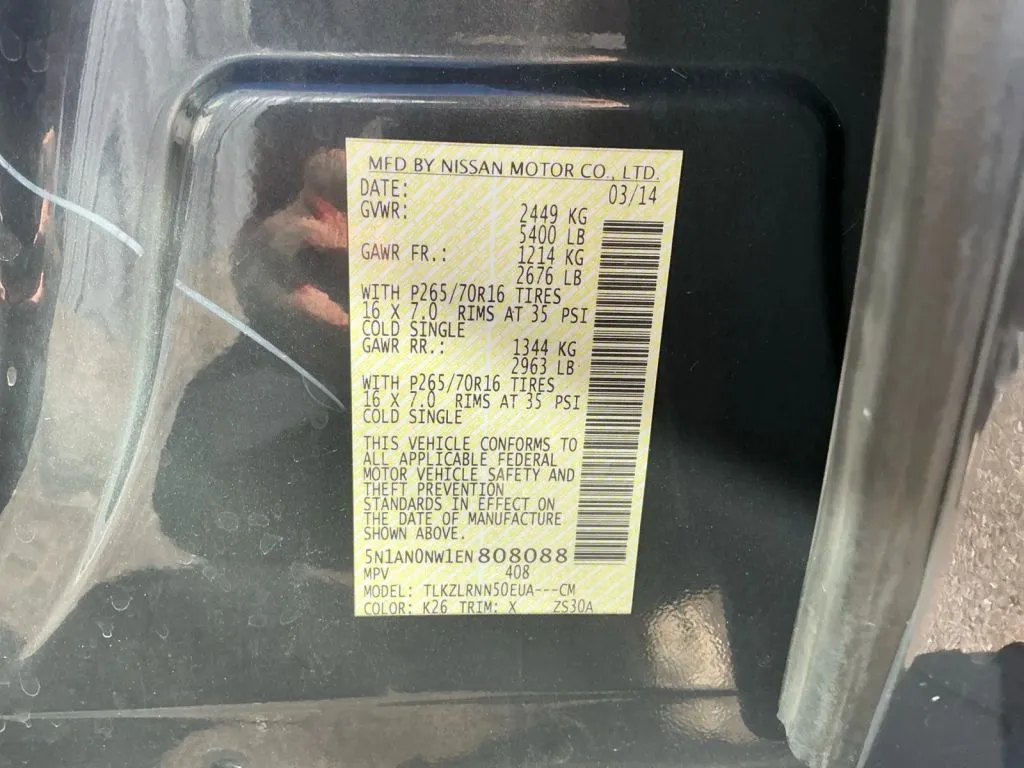 MFD BY NISSAN MOTOR CO., LTD.
DATE: 03/14
GVWR: 2449 KG
5400 LB
GAWR FR.: 1214 KG
2676 LB
WITH P265/70R16 TIRES
16 X 7.0 RIMS AT 35 PSI
COLD SINGLE
GAWR RR.: 1344 KG
2963 LB
WITH P265/70R16 TIRES
16 X 7.0 RIMS AT 35 PSI
COLD SINGLE
THIS VEHICLE CONFORMS TO
ALL APPLICABLE FEDERAL
MOTOR VEHICLE SAFETY AND
THEFT PREVENTION
STANDARDS IN EFFECT ON
THE DATE OF MANUFACTURE
SHOWN ABOVE.
5N1AN0NW1EN808088
MPV 408
MODEL: TLKZLRNN50EUA---CM
COLOR: K26 TRIM: X ZS30A